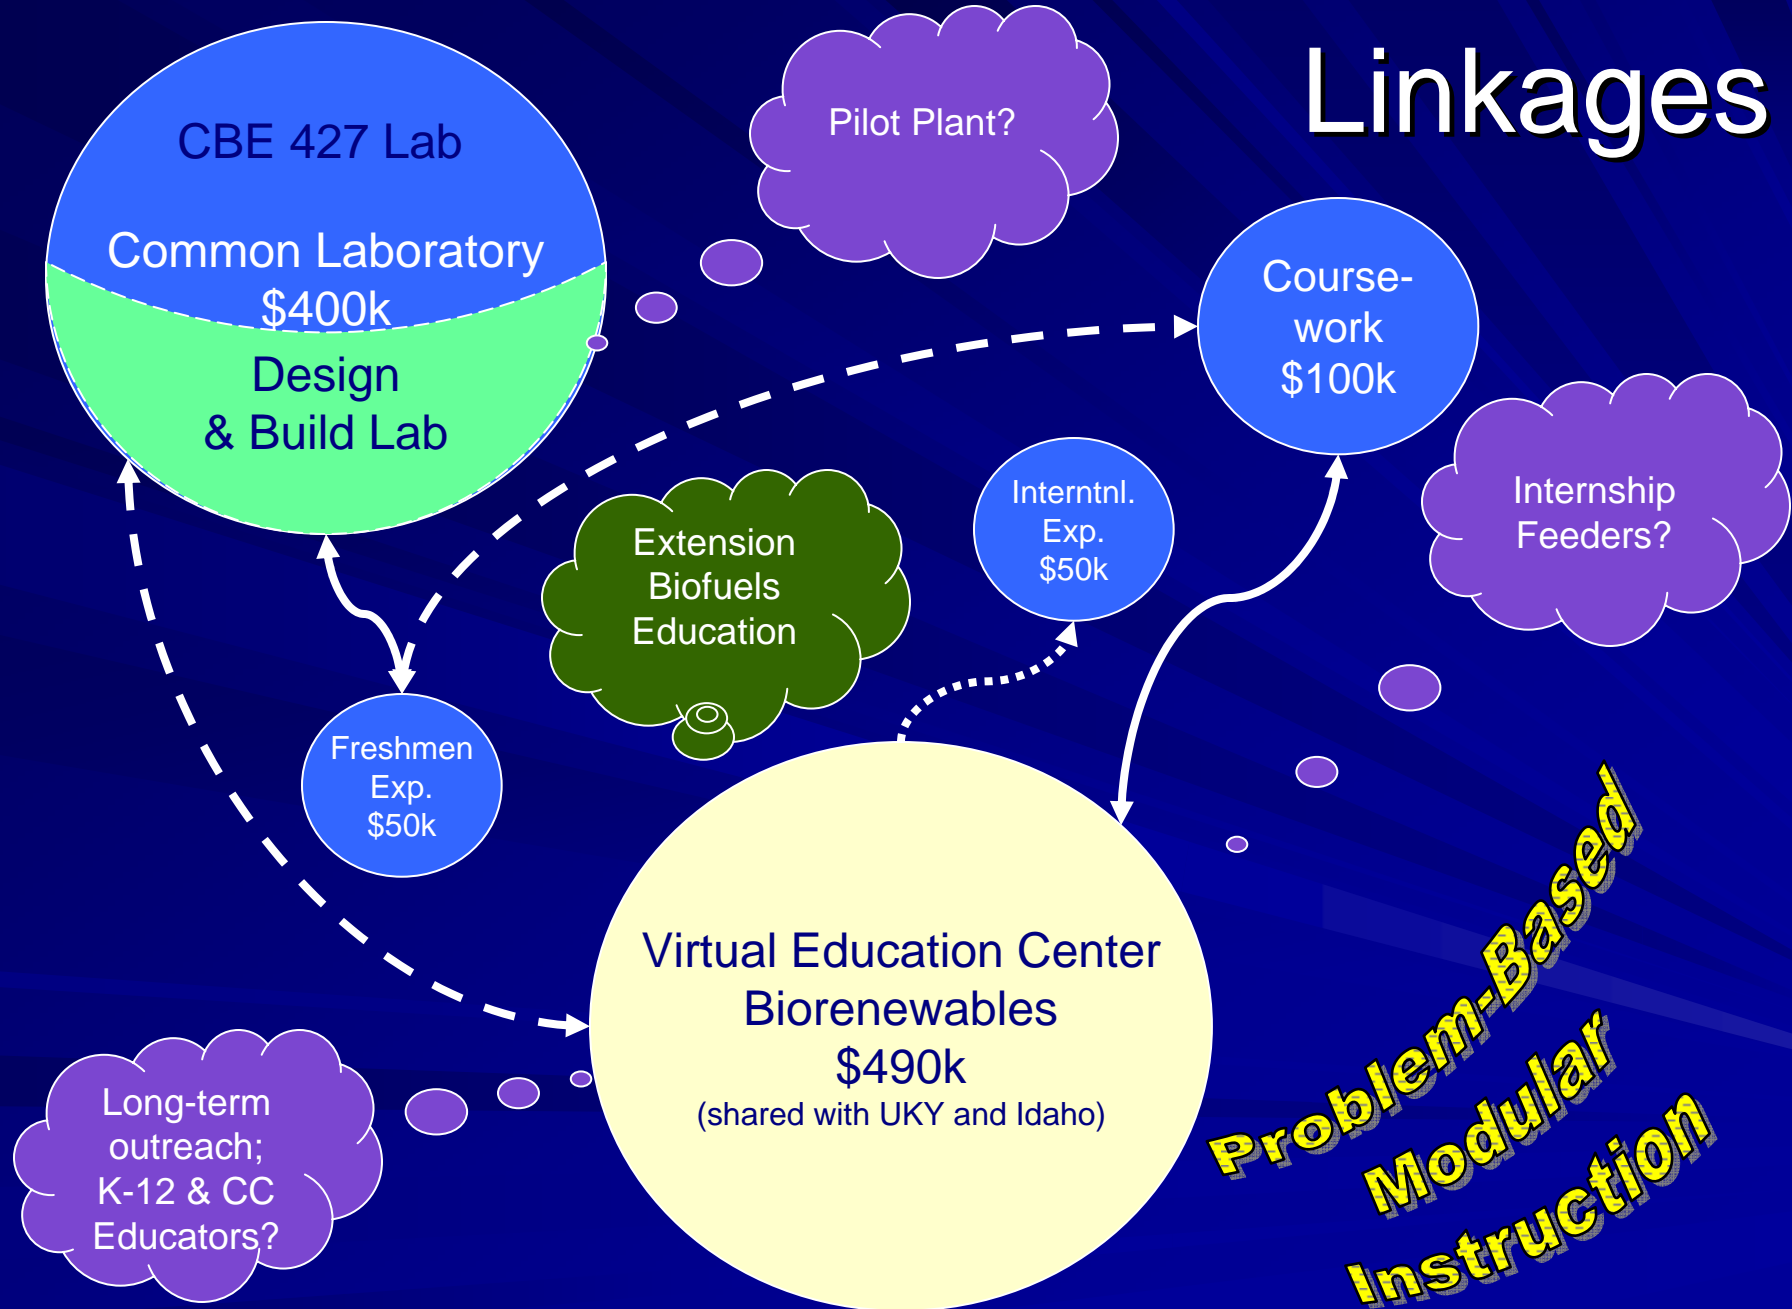 Linkages
CBE 427 Lab
Common Laboratory
$400k
Design
& Build Lab
Pilot Plant?
Course-
work
$100k
Interntnl.
Exp.
$50k
Internship
Feeders?
Extension
Biofuels
Education
Freshmen
Exp.
$50k
Virtual Education Center
Biorenewables
$490k
(shared with UKY and Idaho)
Long-term
outreach;
K-12 & CC
Educators?
Problem-Based
Modular
Instruction